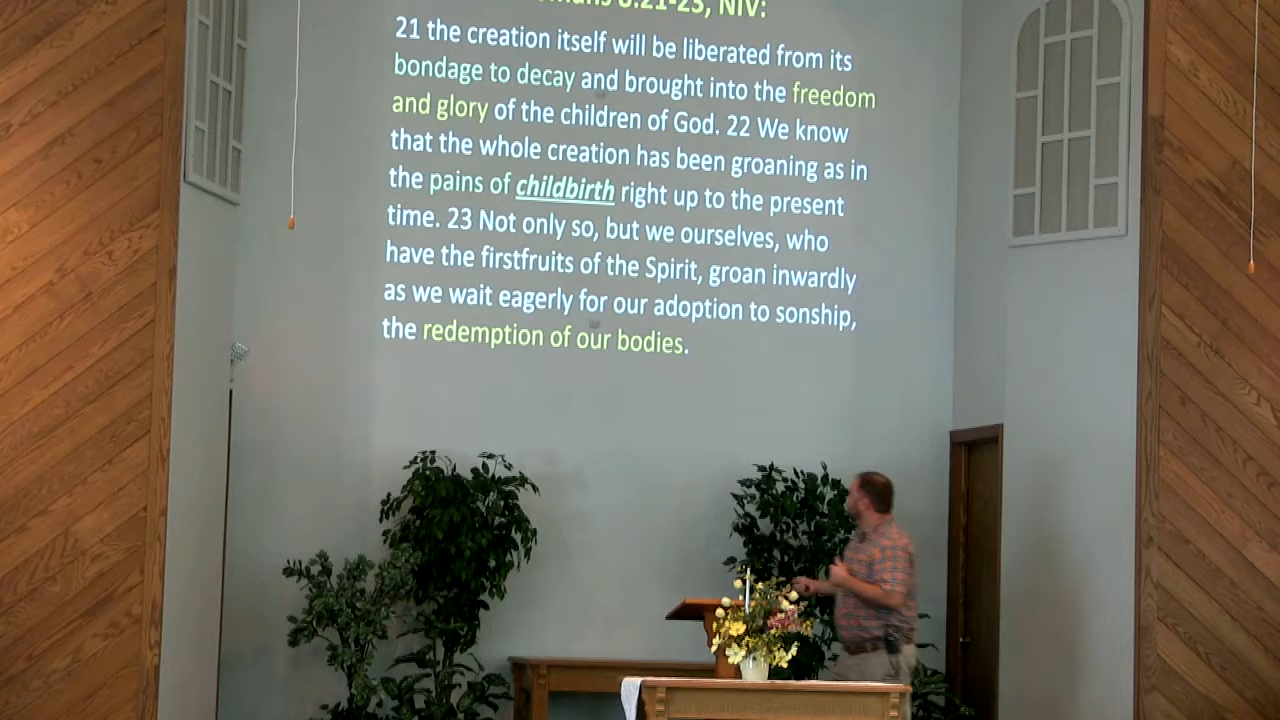 8:21-23, NIV:
21 the creation itself will be liberated from its
bondage to decay and brought into the freedom
and glory of the children of God. 22 We know
that the whole creation has been groaning as in
the pains of childbirth right up to the present
time. 23 Not only so, but we ourselves, who
have the firstfruits of the Spirit, groan inwardly
as we wait eagerly for our adoption to sonship,
the redemption of our bodies.